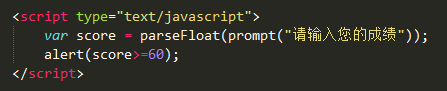 <script type="text/javascript">
var score = parseFloat(prompt("请输入您的成绩"));
alert(score>=60);
</script>